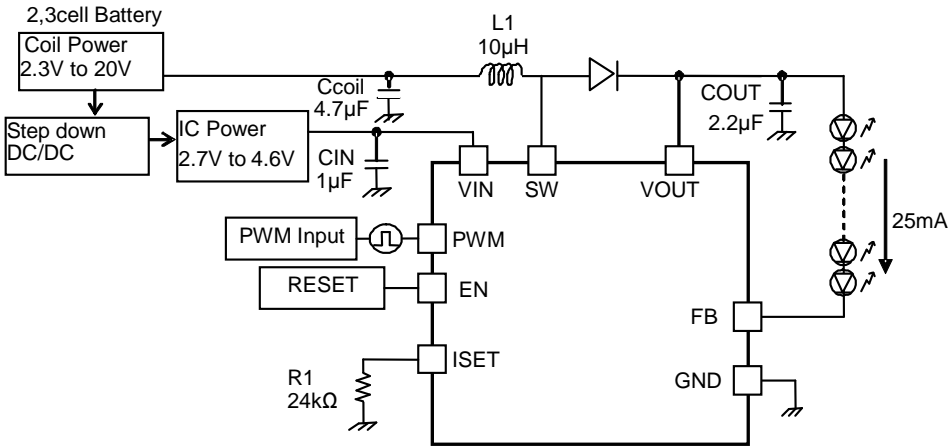 2,3cell Battery
Coil Power
2.3V to 20V
Step down
DC/DC
IC Power
2.7V to 4.6V
Ccoil
4.7µF
CIN
1µF
L1
10µH
COUT
2.2µF
25mA
VIN
SW
VOUT
PWM Input
PWM
RESET
EN
ISET
R1
24kΩ
FB
GND